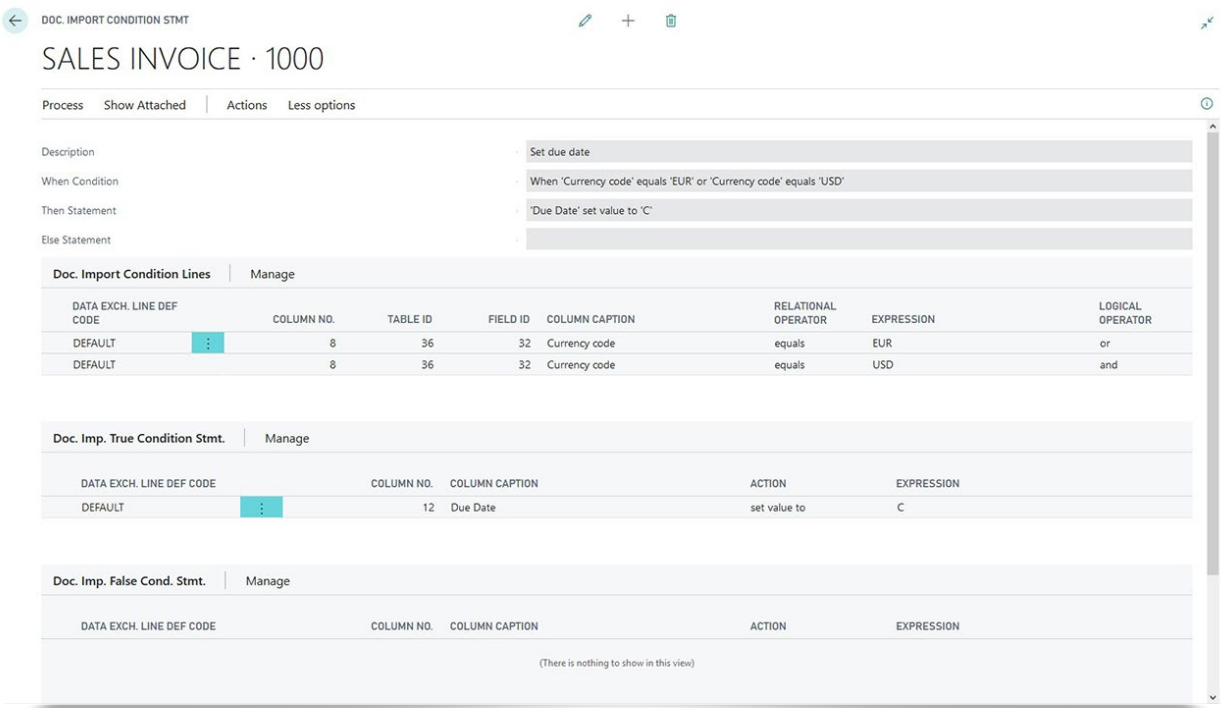 DOC. IMPORT CONDITION STMT
SALES INVOICE · 1000
Process Show Attached Actions Less options
Description Set due date
When Condition When 'Currency code' equals 'EUR' or 'Currency code' equals 'USD'
Then Statement 'Due Date' set value to 'C'
Else Statement
Doc. Import Condition Lines Manage
DATA EXCH. LINE DEF RELATIONAL LOGICAL
CODE COLUMN NO. TABLE ID FIELD ID COLUMN CAPTION OPERATOR EXPRESSION OPERATOR
DEFAULT 8 36 32 Currency code equals EUR or
DEFAULT 8 36 32 Currency code equals USD and
Doc. Imp. True Condition Stmt. Manage
DATA EXCH. LINE DEF CODE COLUMN NO. COLUMN CAPTION ACTION EXPRESSION
DEFAULT 12 Due Date set value to C
Doc. Imp. False Cond. Stmt. Manage
DATA EXCH. LINE DEF CODE COLUMN NO. COLUMN CAPTION ACTION EXPRESSION
(There is nothing to show in this view)